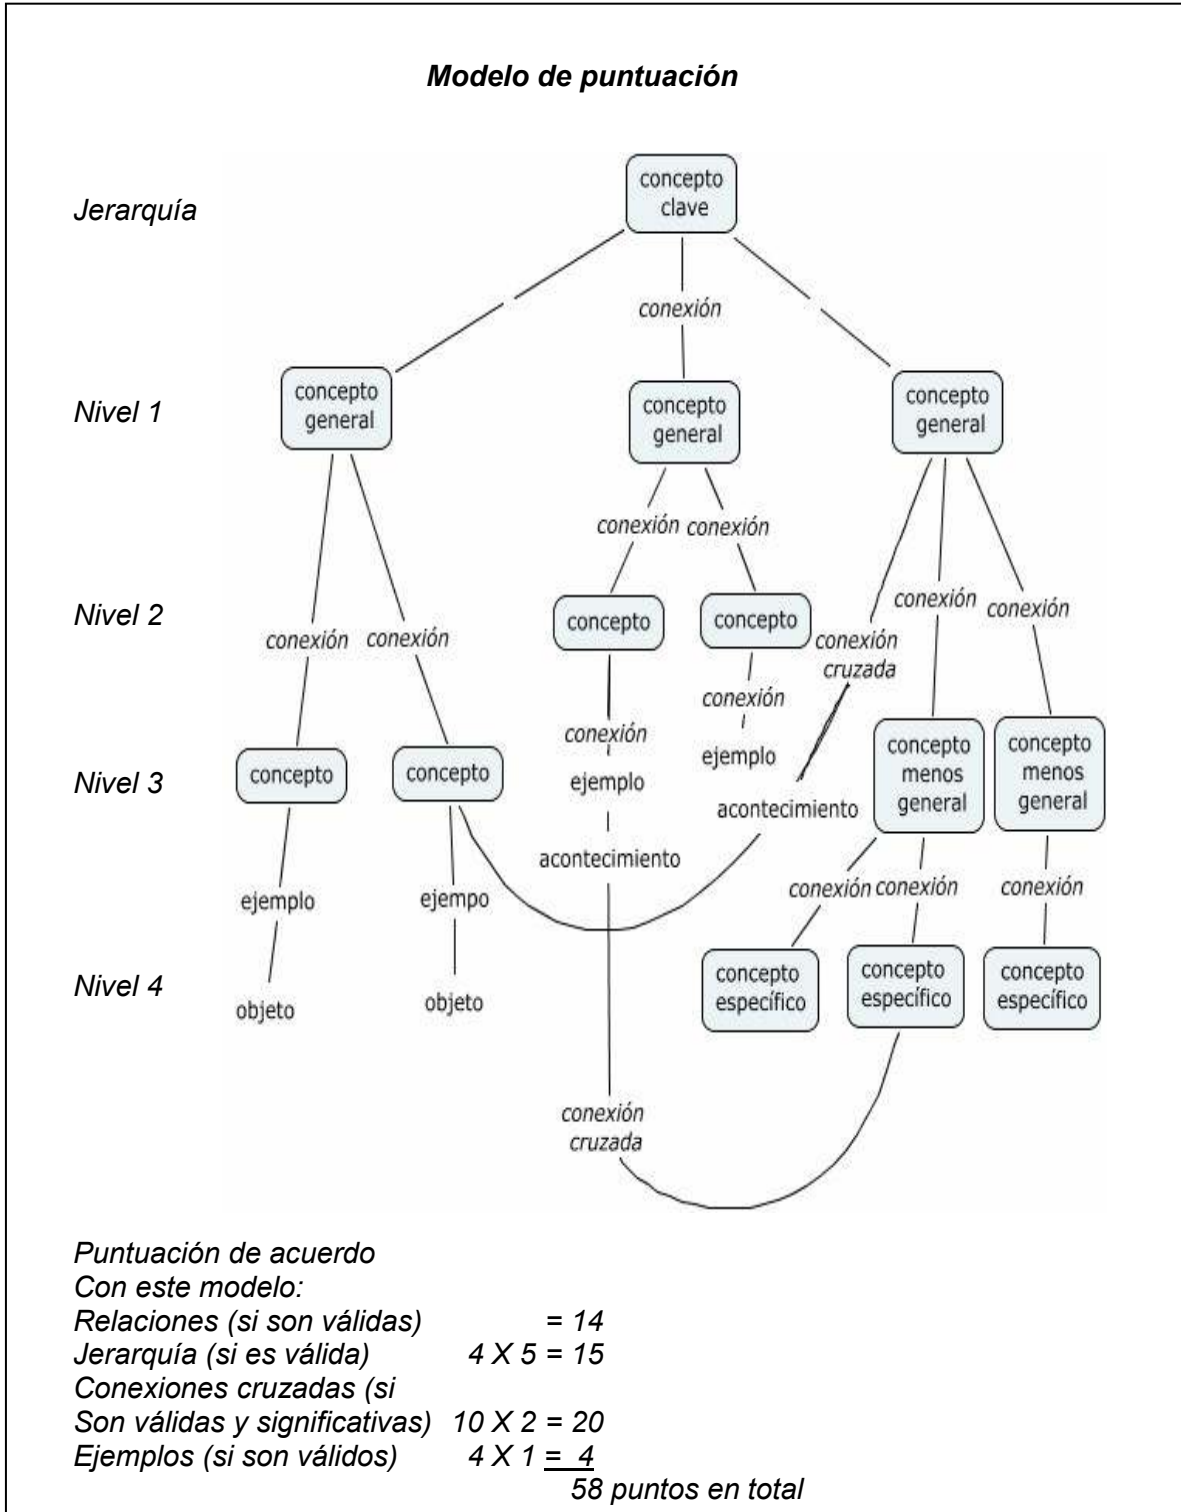 Modelo de puntuación
Jerarquía
concepto
clave
conexión
Nivel 1
concepto
general
concepto
general
concepto
general
conexión conexión
Nivel 2
conexión conexión
concepto
concepto
conexión
cruzada
conexión
conexión
conexión
conexión
Nivel 3
concepto
concepto
ejemplo
ejemplo
acontecimiento
concepto
menos
general
concepto
menos
general
acontecimiento
ejemplo
ejempo
conexión conexión
conexión
Nivel 4
objeto
objeto
concepto
específico
concepto
específico
concepto
específico
conexión
cruzada
Puntuación de acuerdo
Con este modelo:
Relaciones (si son válidas) = 14
Jerarquía (si es válida) 4 X 5 = 15
Conexiones cruzadas (si
Son válidas y significativas) 10 X 2 = 20
Ejemplos (si son válidos) 4 X 1 = 4
58 puntos en total